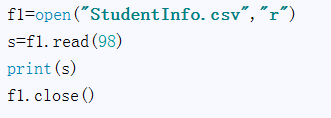 f1=open("StudentInfo.csv","r")
s=f1.read(98)
print(s)
f1.close()